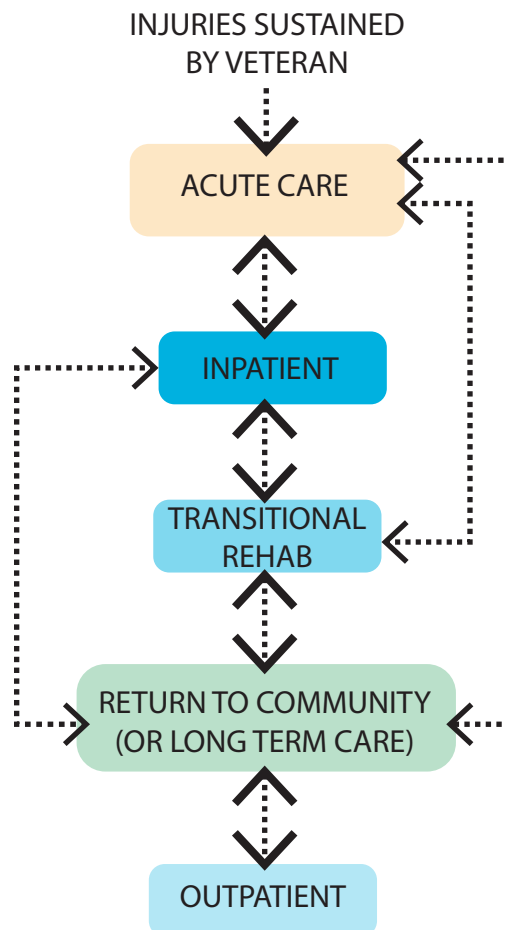 INJURIES SUSTAINED
BY VETERAN
ACUTE CARE
INPATIENT
TRANSITIONAL
REHAB
RETURN TO COMMUNITY
(OR LONG TERM CARE)
OUTPATIENT